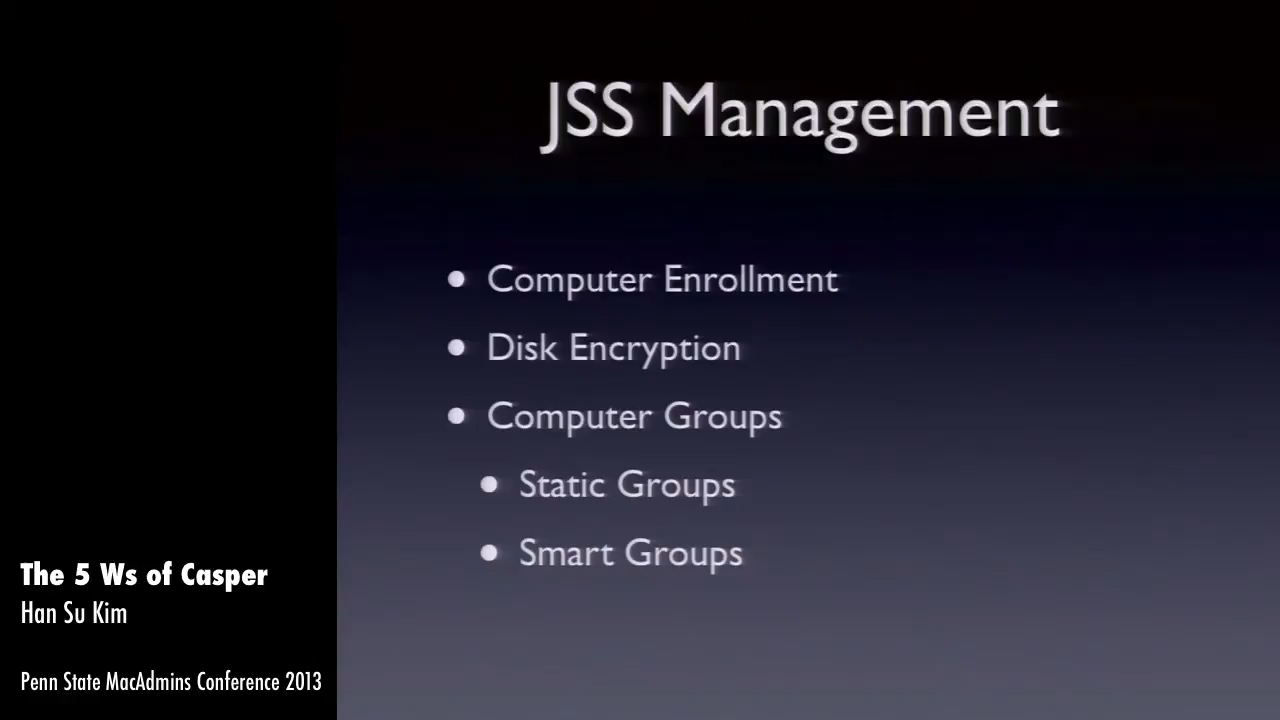 JSS Management
• Computer Enrollment
• Disk Encryption
• Computer Groups
• Static Groups
• Smart Groups
The 5 Ws of Casper
Han Su Kim
Penn State MacAdmins Conference 2013